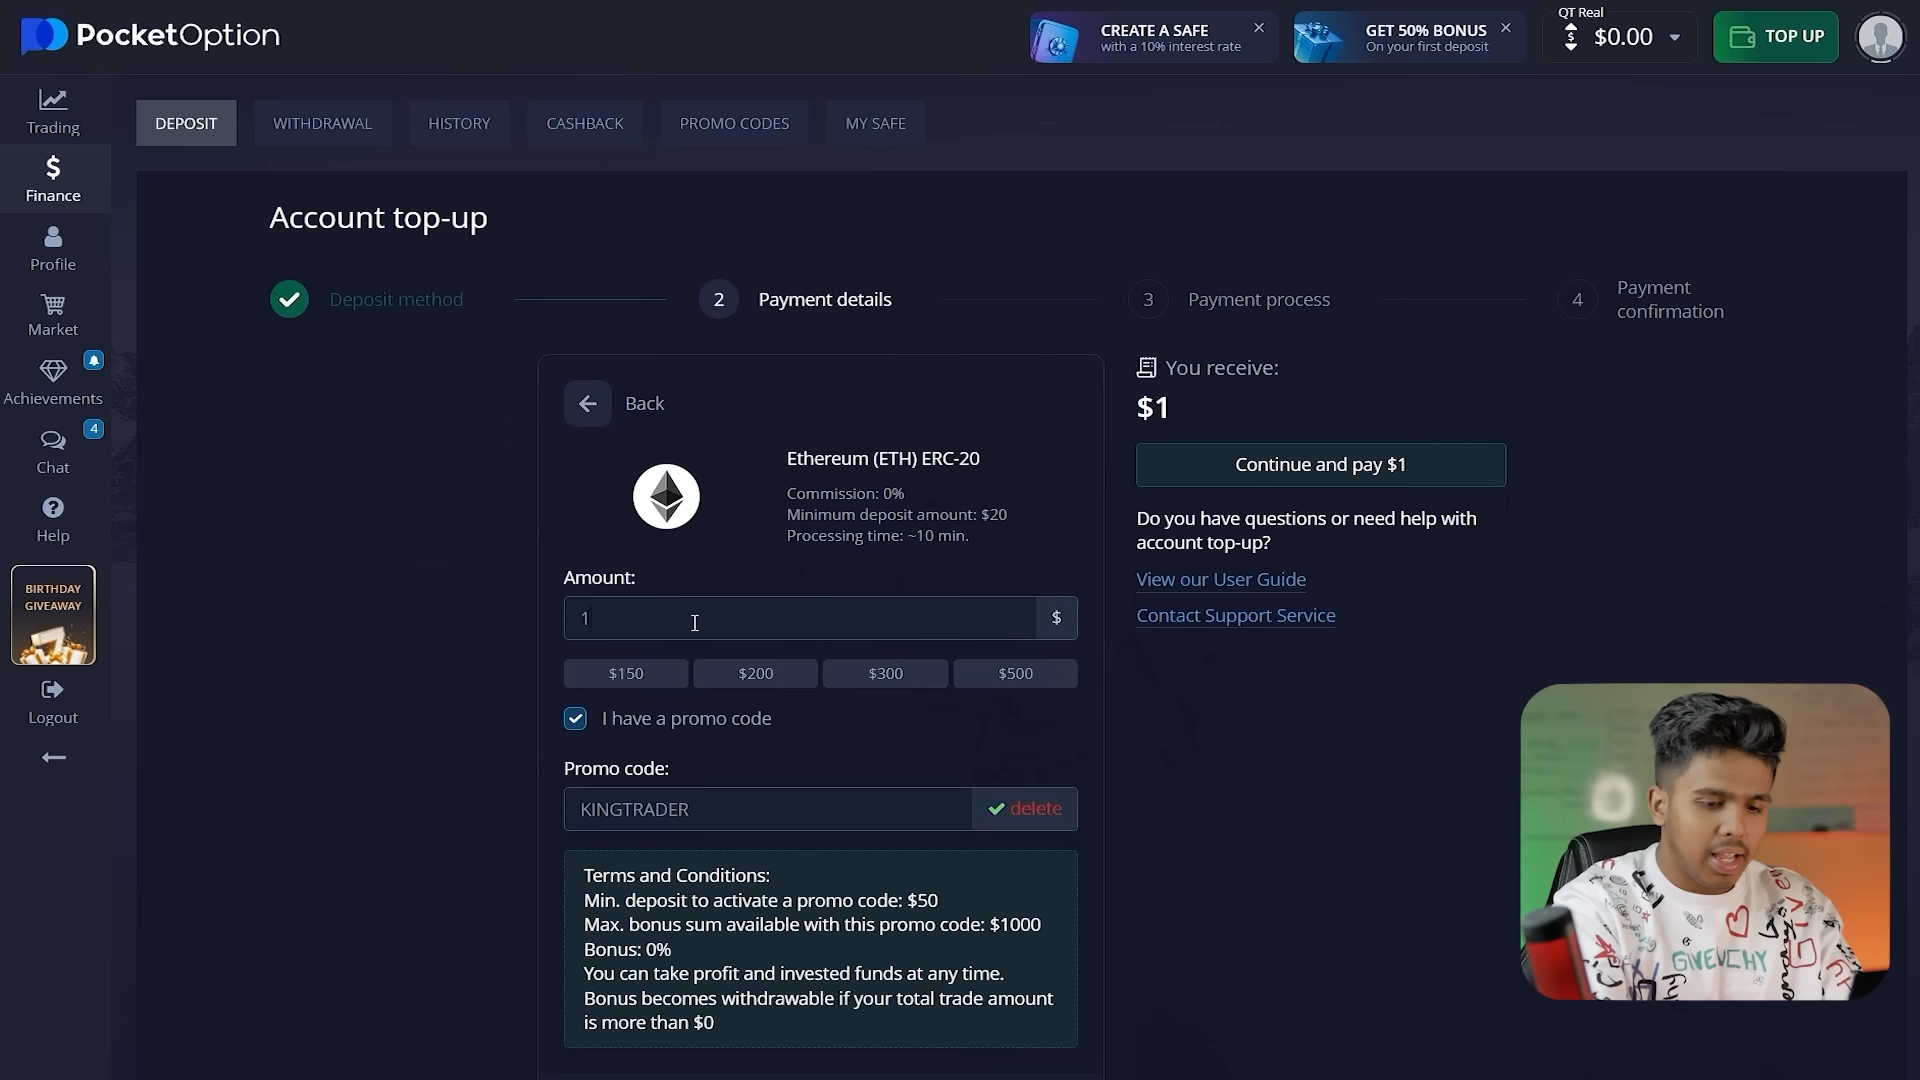 PocketOption
CREATE A SAFE
with a 10% interest rate
GET 50% BONUS
On your first deposit
QT Real
$
$0.00
TOP UP
Trading
Finance
Profile
Market
Achievements
4
Chat
Help
BIRTHDAY
GIVEAWAY
Logout
DEPOSIT
WITHDRAWAL
HISTORY
CASHBACK
PROMO CODES
MY SAFE
Account top-up
Deposit method
2 Payment details
3 Payment process
4 Payment
confirmation
Back
Ethereum (ETH) ERC-20
Commission: 0%
Minimum deposit amount: $20
Processing time: ~10 min.
Amount:
1
$
$150
$200
$300
$500
I have a promo code
Promo code:
KINGTRADER
delete
Terms and Conditions:
Min. deposit to activate a promo code: $50
Max. bonus sum available with this promo code: $1000
Bonus: 0%
You can take profit and invested funds at any time.
Bonus becomes withdrawable if your total trade amount
is more than $0
You receive:
$1
Continue and pay $1
Do you have questions or need help with
account top-up?
View our User Guide
Contact Support Service
GIVENCHY